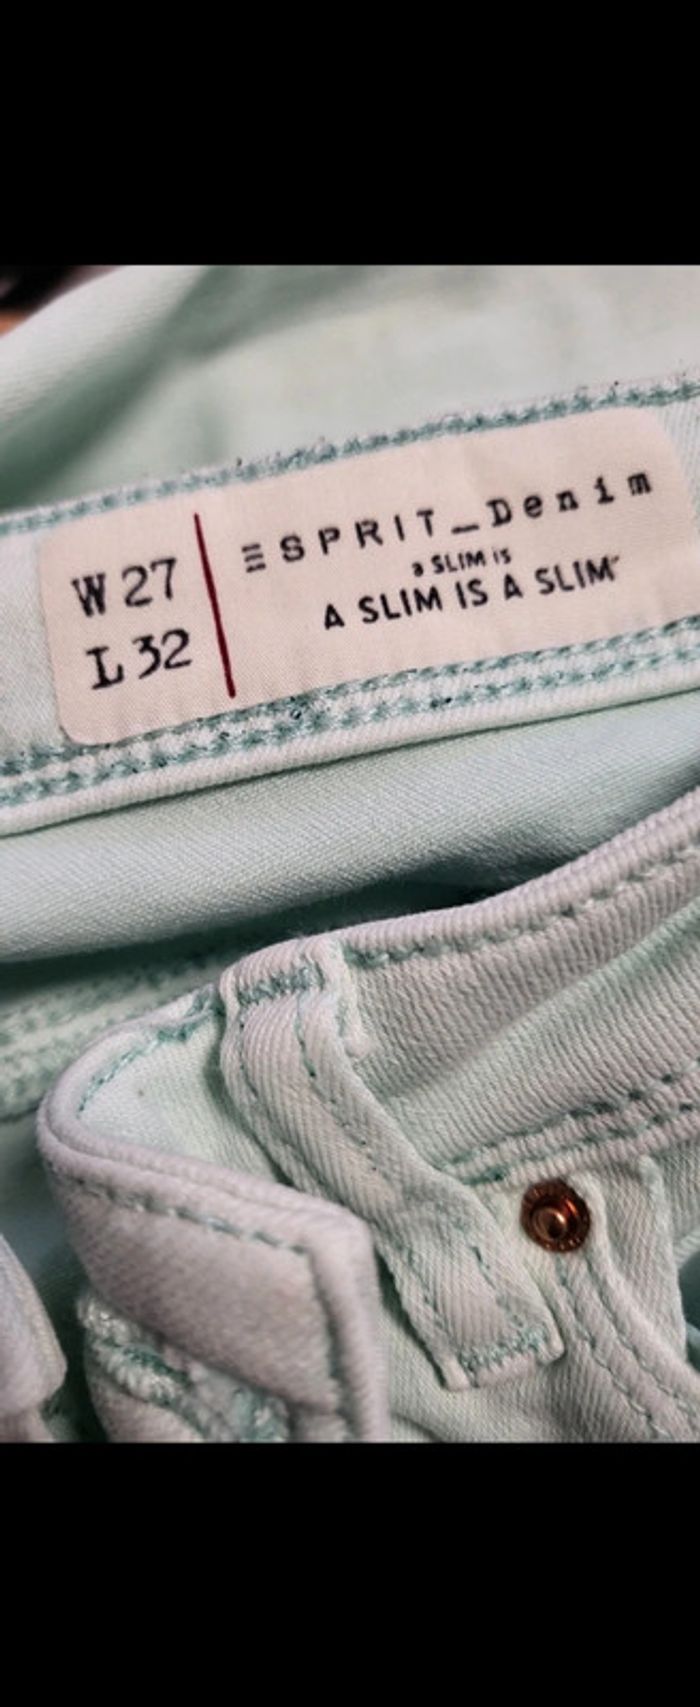 W 27
L 32
ESPRIT_Denim
a SLIM is
A SLIM IS A SLIM